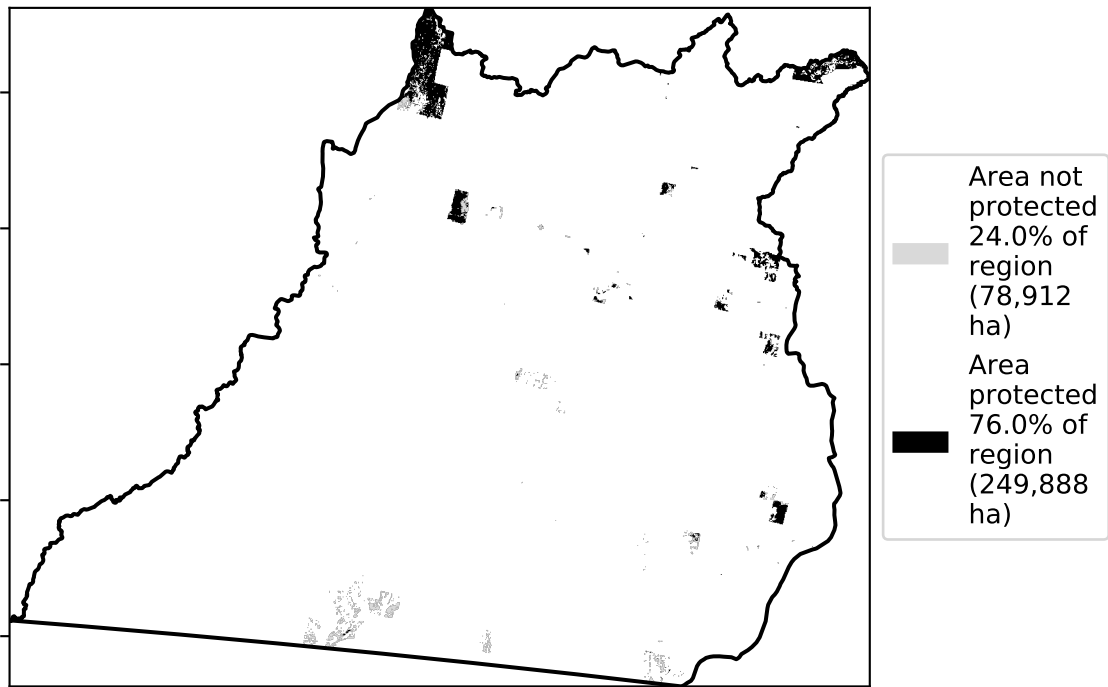 Area not
protected
24.0% of
region
(78,912
ha)
Area
protected
76.0% of
region
(249,888
ha)